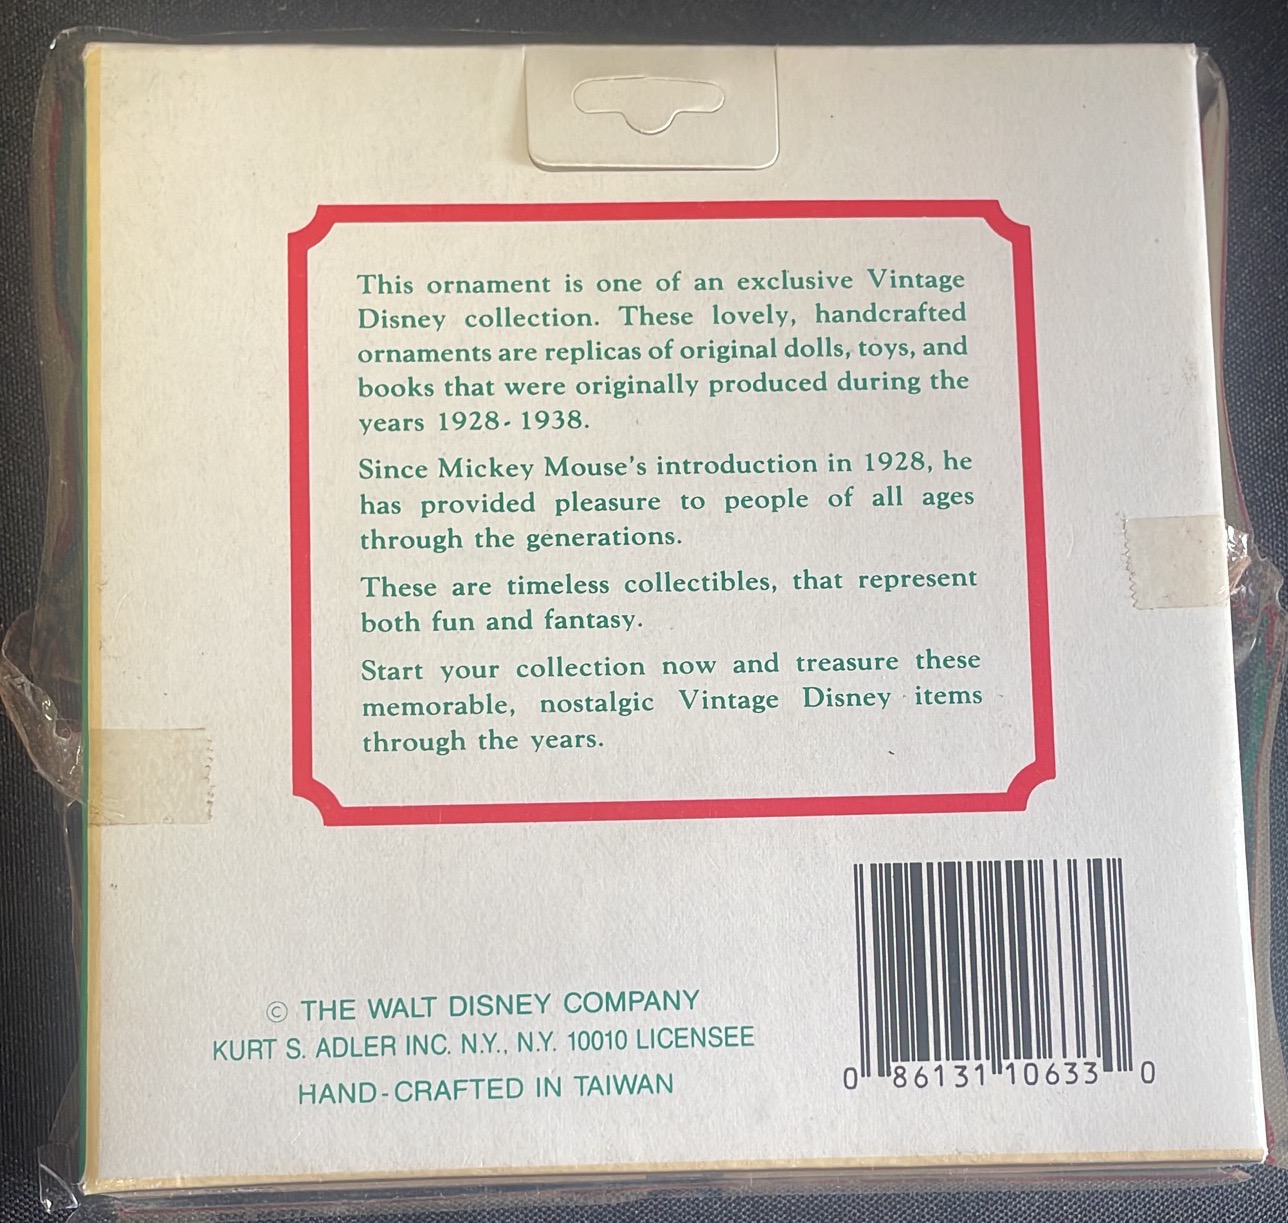 This ornament is one of an exclusive Vintage
Disney collection. These lovely, handcrafted
ornaments are replicas of original dolls, toys, and
books that were originally produced during the
years 1928-1938.
Since Mickey Mouse's introduction in 1928, he
has provided pleasure to people of all ages
through the generations.
These are timeless collectibles, that represent
both fun and fantasy.
Start your collection now and treasure these
memorable, nostalgic Vintage Disney items
through the years.
© THE WALT DISNEY COMPANY
KURT S. ADLER INC. N.Y., N.Y. 10010 LICENSEE
HAND-CRAFTED IN TAIWAN
0 86131 10633 0